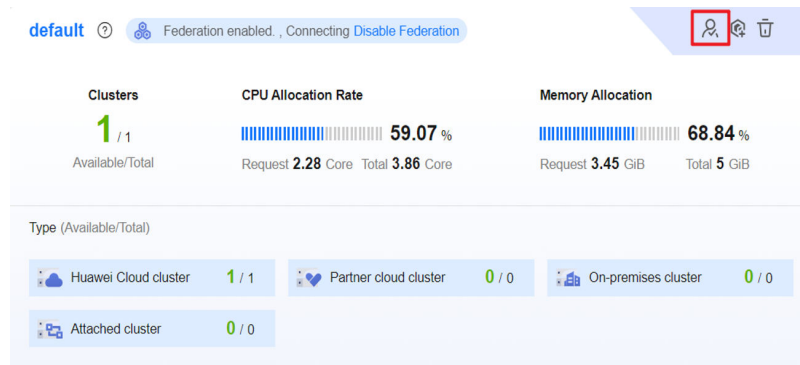 default ? Federation enabled. , Connecting Disable Federation
Clusters CPU Allocation Rate Memory Allocation
1 / 1 59.07 % 68.84 %
Available/Total Request 2.28 Core Total 3.86 Core Request 3.45 GiB Total 5 GiB
Type (Available/Total)
Huawei Cloud cluster 1 / 1 Partner cloud cluster 0 / 0 On-premises cluster 0 / 0
Attached cluster 0 / 0